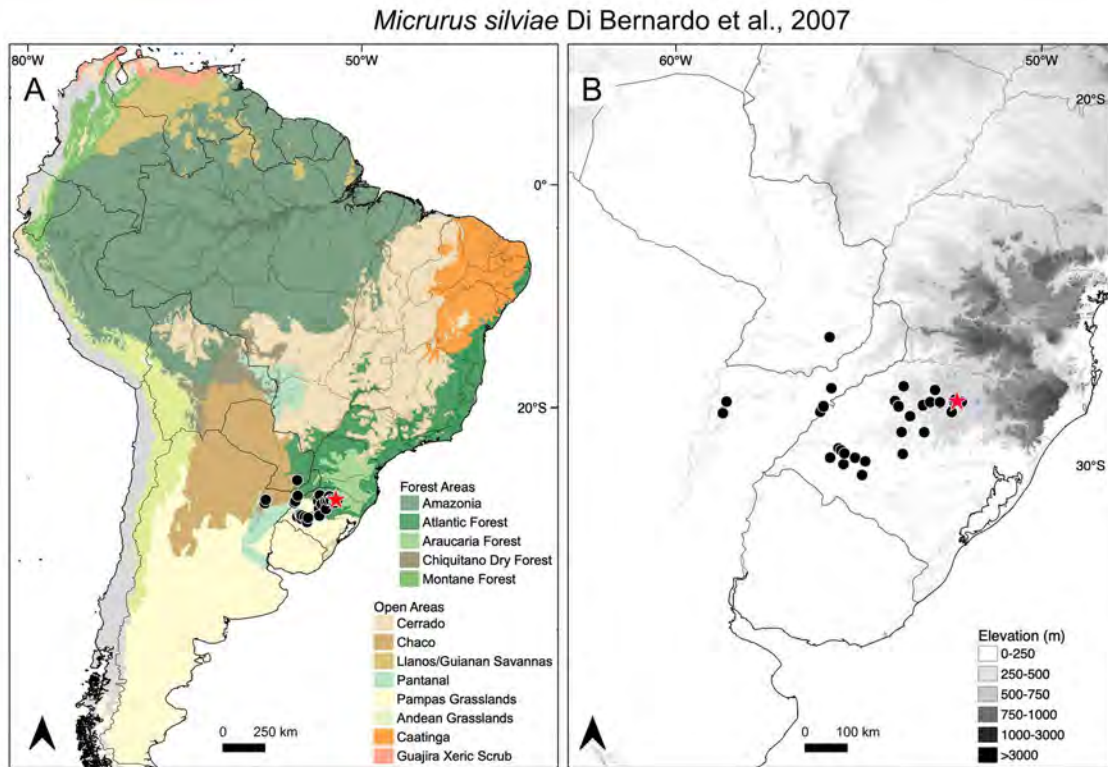 Micrurus silviae Di Bernardo et al., 2007
A
80°W
50°W
0°
20°S
Forest Areas
Amazonia
Atlantic Forest
Araucaria Forest
Chiquitano Dry Forest
Montane Forest
Open Areas
Cerrado
Chaco
Llanos/Guianan Savannas
Pantanal
Pampas Grasslands
Andean Grasslands
Caatinga
Guajira Xeric Scrub
0 250 km
B
60°W
50°W
20°S
30°S
Elevation (m)
0-250
250-500
500-750
750-1000
1000-3000
>3000
0 100 km